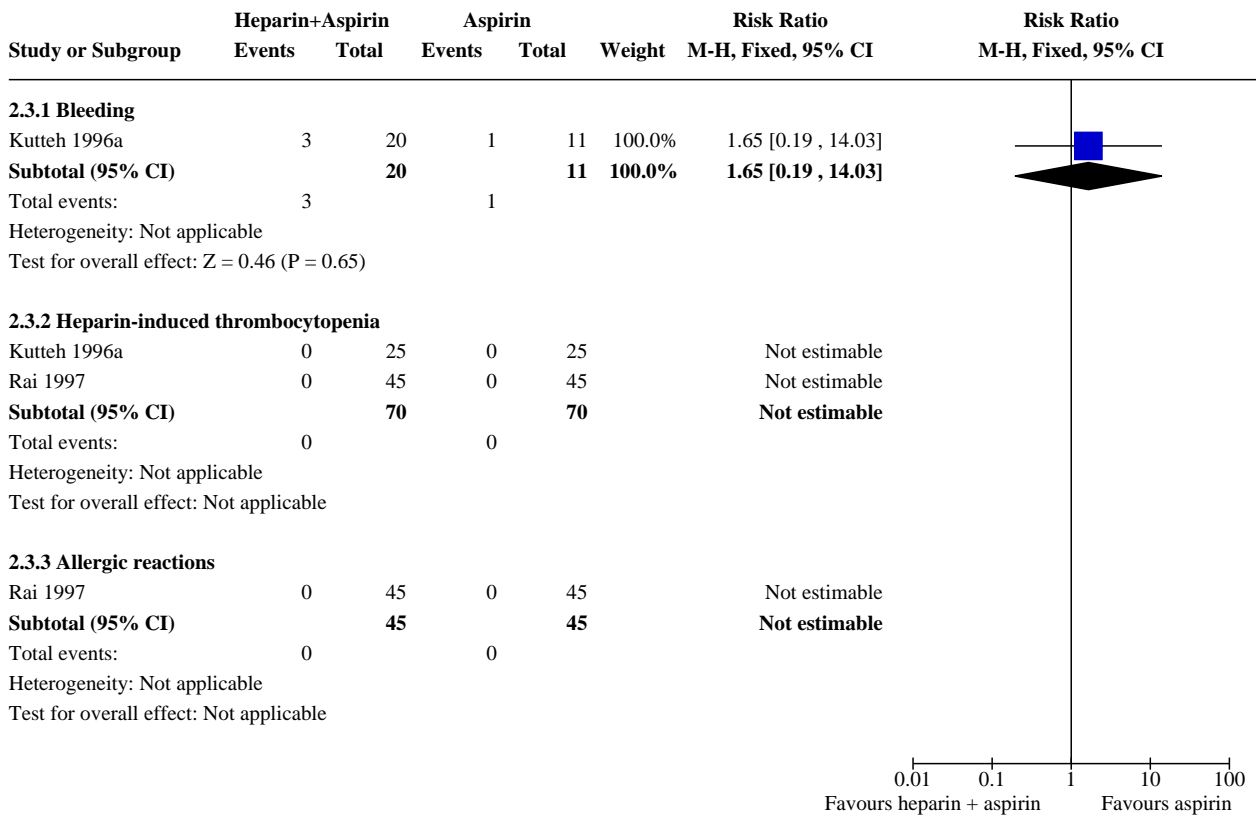 Heparin+Aspirin Aspirin Risk Ratio Risk Ratio
Study or Subgroup Events Total Events Total Weight M-H, Fixed, 95% CI M-H, Fixed, 95% CI
2.3.1 Bleeding
Kutteh 1996a 3 20 1 11 100.0% 1.65 [0.19 , 14.03]
Subtotal (95% CI) 20 11 100.0% 1.65 [0.19 , 14.03]
Total events: 3 1
Heterogeneity: Not applicable
Test for overall effect: Z = 0.46 (P = 0.65)
2.3.2 Heparin-induced thrombocytopenia
Kutteh 1996a 0 25 0 25 Not estimable
Rai 1997 0 45 0 45 Not estimable
Subtotal (95% CI) 70 70 Not estimable
Total events: 0 0
Heterogeneity: Not applicable
Test for overall effect: Not applicable
2.3.3 Allergic reactions
Rai 1997 0 45 0 45 Not estimable
Subtotal (95% CI) 45 45 Not estimable
Total events: 0 0
Heterogeneity: Not applicable
Test for overall effect: Not applicable
0.01 0.1 1 10 100
Favours heparin + aspirin Favours aspirin